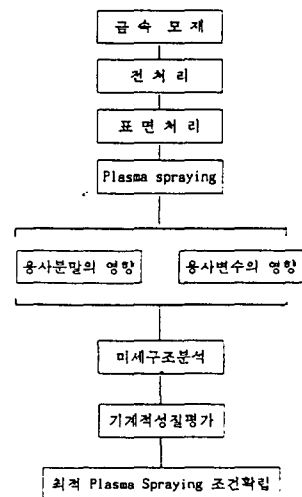 금속 모재
전처리
표면처리
Plasma spraying
용사분말의 영향
용사변수의 영향
미세구조분석
기계적성질평가
최적 Plasma Spraying 조건확립